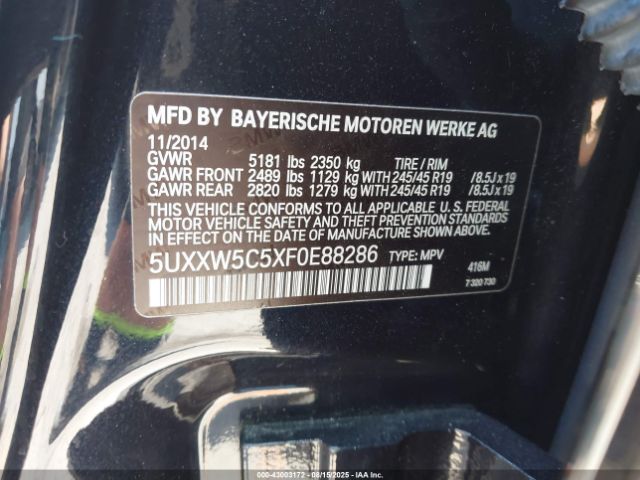 MFD BY BAYERISCHE MOTOREN WERKE AG
11/2014
GVWR 5181 lbs 2350 kg TIRE / RIM
GAWR FRONT 2489 lbs 1129 kg WITH 245/45 R19 /8.5J x 19
GAWR REAR 2820 lbs 1279 kg WITH 245/45 R19 /8.5J x 19
THIS VEHICLE CONFORMS TO ALL APPLICABLE U. S. FEDERAL
MOTOR VEHICLE SAFETY AND THEFT PREVENTION STANDARDS
IN EFFECT ON THE DATE OF MANUFACTURE SHOWN ABOVE.
5UXXW5C5XF0E88286 TYPE: MPV
416M
7 320 730
000-43003172 - 08/15/2025 - IAA Inc.